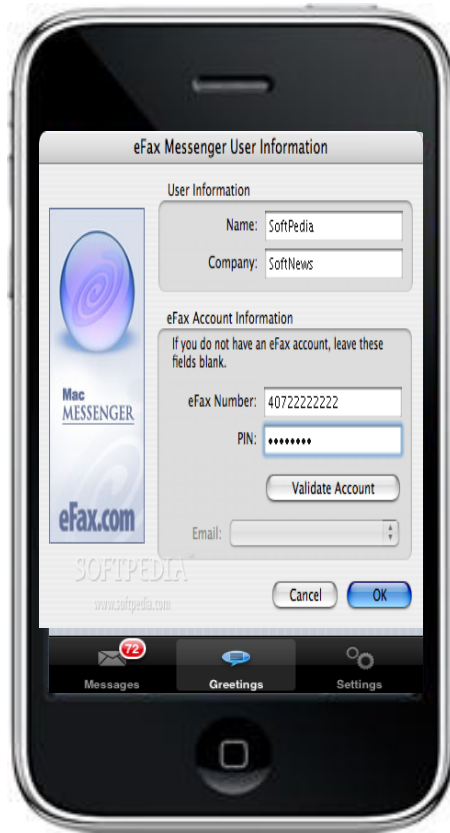 eFax Messenger User Information
User Information
Name: SoftPedia
Company: SoftNews
eFax Account Information
If you do not have an eFax account, leave these
fields blank.
eFax Number: 40722222222
PIN: ••••••••
Validate Account
Email:
Mac
MESSENGER
eFax.com
SOFTPEDIA
www.softpedia.com
Cancel OK
72
Messages Greetings Settings